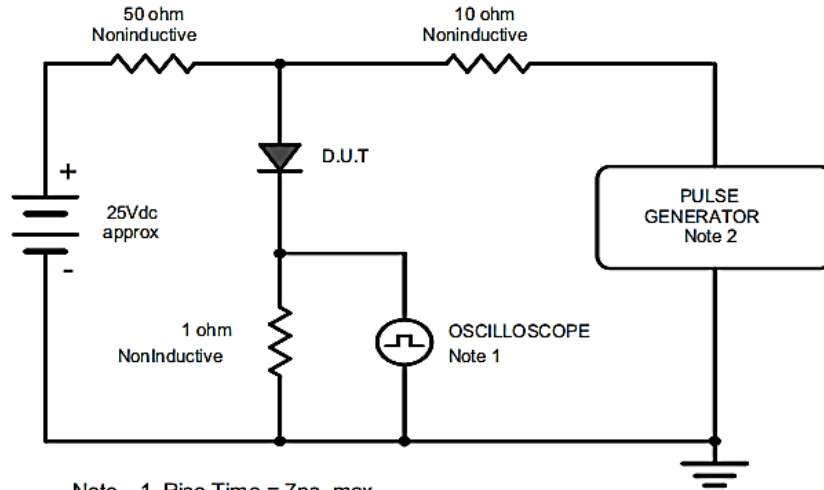 50 ohm
Noninductive
10 ohm
Noninductive
D.U.T
+
25Vdc
approx
-
PULSE
GENERATOR
Note 2
1 ohm
NonInductive
OSCILLOSCOPE
Note 1